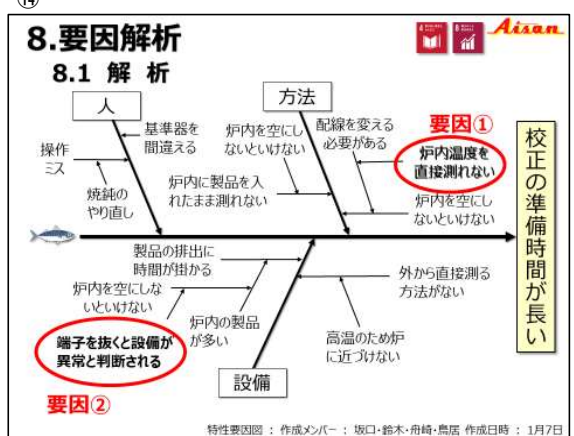 ⑭
8.要因解析
8.1 解 析
Aisan
人
方法
基準器を
間違える
操作
ミス
焼鈍の
やり直し
炉内を空にし
ないといけない
配線を変える
必要がある
要因①
炉内温度を
直接測れない
炉内に製品を入
れたまま測れない
炉内を空にし
ないといけない
校正の準備時間が長い
製品の排出に
時間が掛かる
炉内を空にしな
いといけない
炉内の製品
が多い
外から直接測る
方法がない
高温のため炉
に近づけない
端子を抜くと設備が
異常と判断される
設備
要因②
特性要因図 : 作成メンバー : 坂口・鈴木・舟崎・鳥居 作成日時 : 1月7日